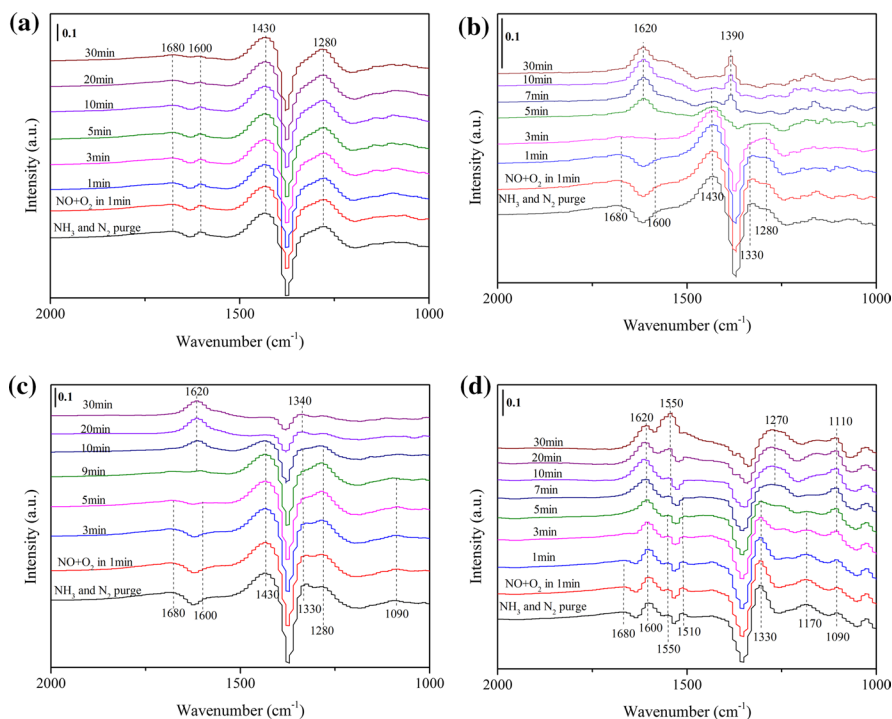 (a)
0.1
1680 1600 1430 1280
30min
20min
10min
5min
3min
1min
NO+O2 in 1min
NH3 and N2 purge
Intensity (a.u.)
2000 1500 1000
Wavenumber (cm-1)
(b)
0.1
1620 1390
30min
10min
7min
5min
3min
1min
NO+O2 in 1min
NH3 and N2 purge
1680 1600 1430 1330 1280
Intensity (a.u.)
2000 1500 1000
Wavenumber (cm-1)
(c)
0.1
1620 1340
30min
20min
10min
9min
5min
3min
NO+O2 in 1min
NH3 and N2 purge
1680 1600 1430 1330 1280 1090
Intensity (a.u.)
2000 1500 1000
Wavenumber (cm-1)
(d)
0.1
1620 1550 1270 1110
30min
20min
10min
7min
5min
3min
1min
NO+O2 in 1min
NH3 and N2 purge
1680 1600 1550 1510 1330 1170 1090
Intensity (a.u.)
2000 1500 1000
Wavenumber (cm-1)